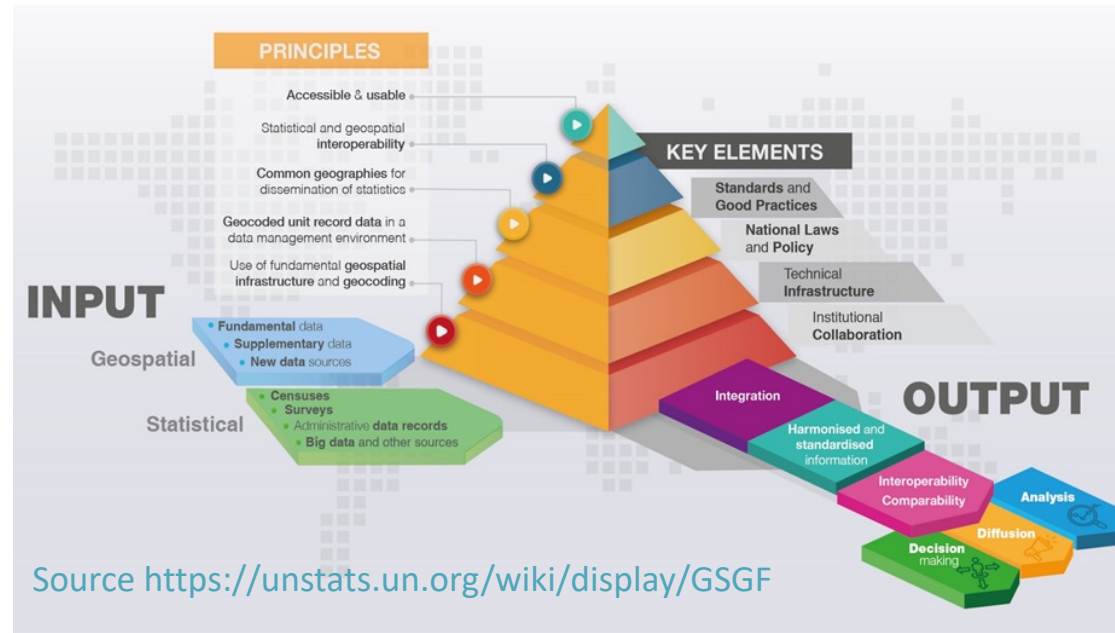 PRINCIPLES
Accessible & usable
Statistical and geospatial
interoperability
Common geographies for
dissemination of statistics
Geocoded unit record data in a
data management environment
Use of fundamental geospatial
infrastructure and geocoding
KEY ELEMENTS
Standards and
Good Practices
National Laws
and Policy
Technical
Infrastructure
Institutional
Collaboration
INPUT
Geospatial
• Fundamental data
• Supplementary data
• New data sources
Statistical
• Censuses
• Surveys
• Administrative data records
• Big data and other sources
OUTPUT
Integration
Harmonised and
standardised
information
Interoperability
Comparability
Analysis
Diffusion
Decision
making
Source https://unstats.un.org/wiki/display/GSGF